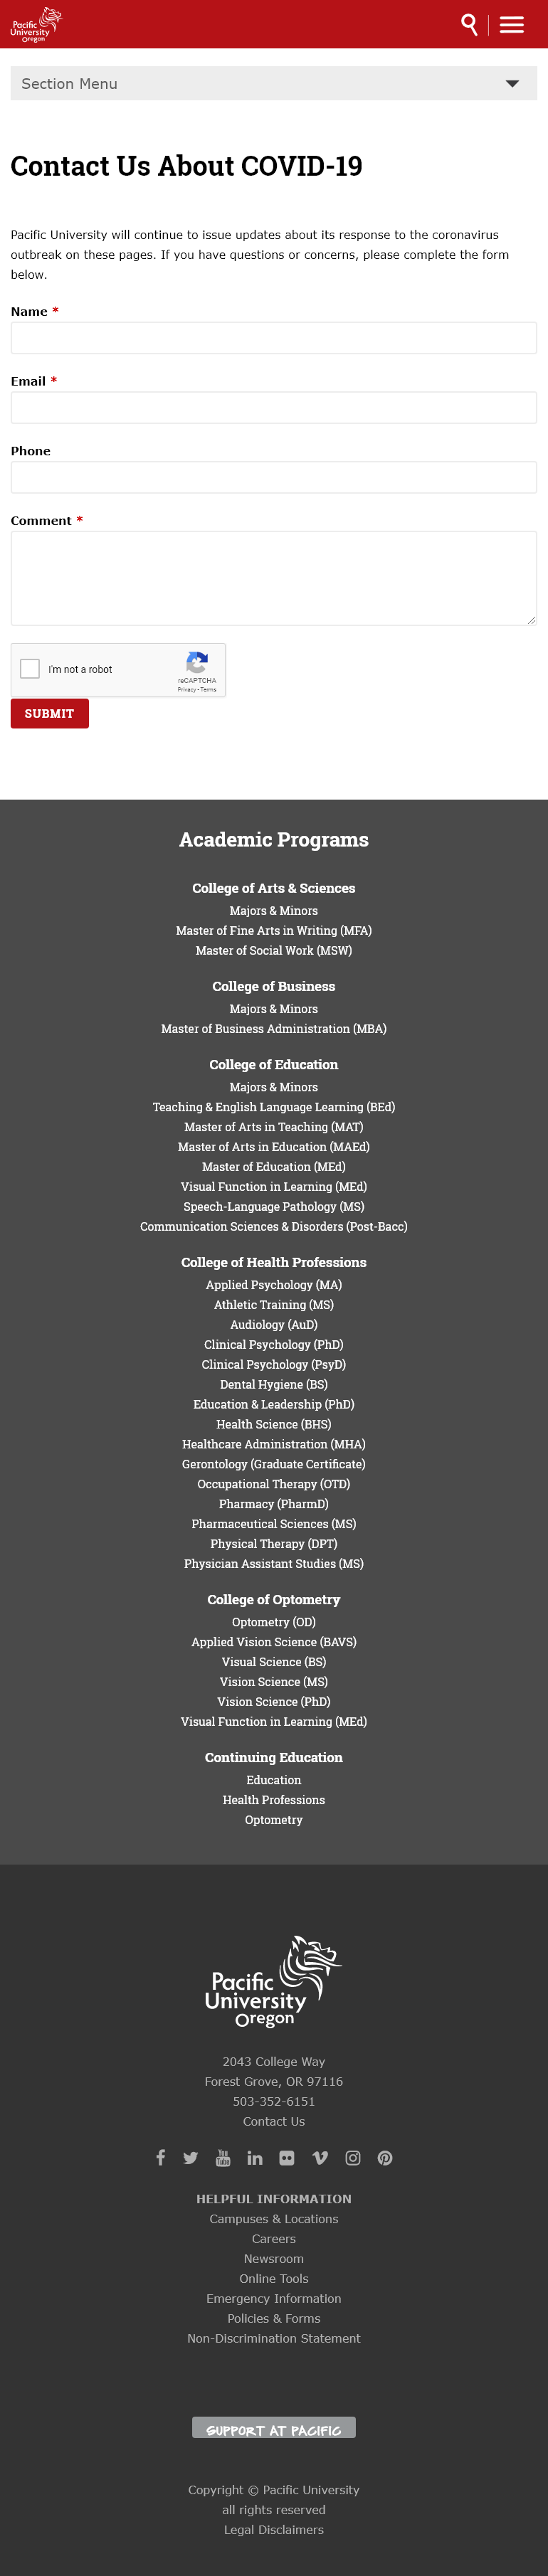 Pacific
University
Oregon
Section Menu
Contact Us About COVID-19
Pacific University will continue to issue updates about its response to the coronavirus
outbreak on these pages. If you have questions or concerns, please complete the form
below.
Name *
Email *
Phone
Comment *
I'm not a robot
reCAPTCHA
Privacy - Terms
SUBMIT
Academic Programs
College of Arts & Sciences
Majors & Minors
Master of Fine Arts in Writing (MFA)
Master of Social Work (MSW)
College of Business
Majors & Minors
Master of Business Administration (MBA)
College of Education
Majors & Minors
Teaching & English Language Learning (BEd)
Master of Arts in Teaching (MAT)
Master of Arts in Education (MAEd)
Master of Education (MEd)
Visual Function in Learning (MEd)
Speech-Language Pathology (MS)
Communication Sciences & Disorders (Post-Bacc)
College of Health Professions
Applied Psychology (MA)
Athletic Training (MS)
Audiology (AuD)
Clinical Psychology (PhD)
Clinical Psychology (PsyD)
Dental Hygiene (BS)
Education & Leadership (PhD)
Health Science (BHS)
Healthcare Administration (MHA)
Gerontology (Graduate Certificate)
Occupational Therapy (OTD)
Pharmacy (PharmD)
Pharmaceutical Sciences (MS)
Physical Therapy (DPT)
Physician Assistant Studies (MS)
College of Optometry
Optometry (OD)
Applied Vision Science (BAVS)
Visual Science (BS)
Vision Science (MS)
Vision Science (PhD)
Visual Function in Learning (MEd)
Continuing Education
Education
Health Professions
Optometry
Pacific
University
Oregon
2043 College Way
Forest Grove, OR 97116
503-352-6151
Contact Us
You Tube
HELPFUL INFORMATION
Campuses & Locations
Careers
Newsroom
Online Tools
Emergency Information
Policies & Forms
Non-Discrimination Statement
SUPPORT AT PACIFIC
Copyright © Pacific University
all rights reserved
Legal Disclaimers